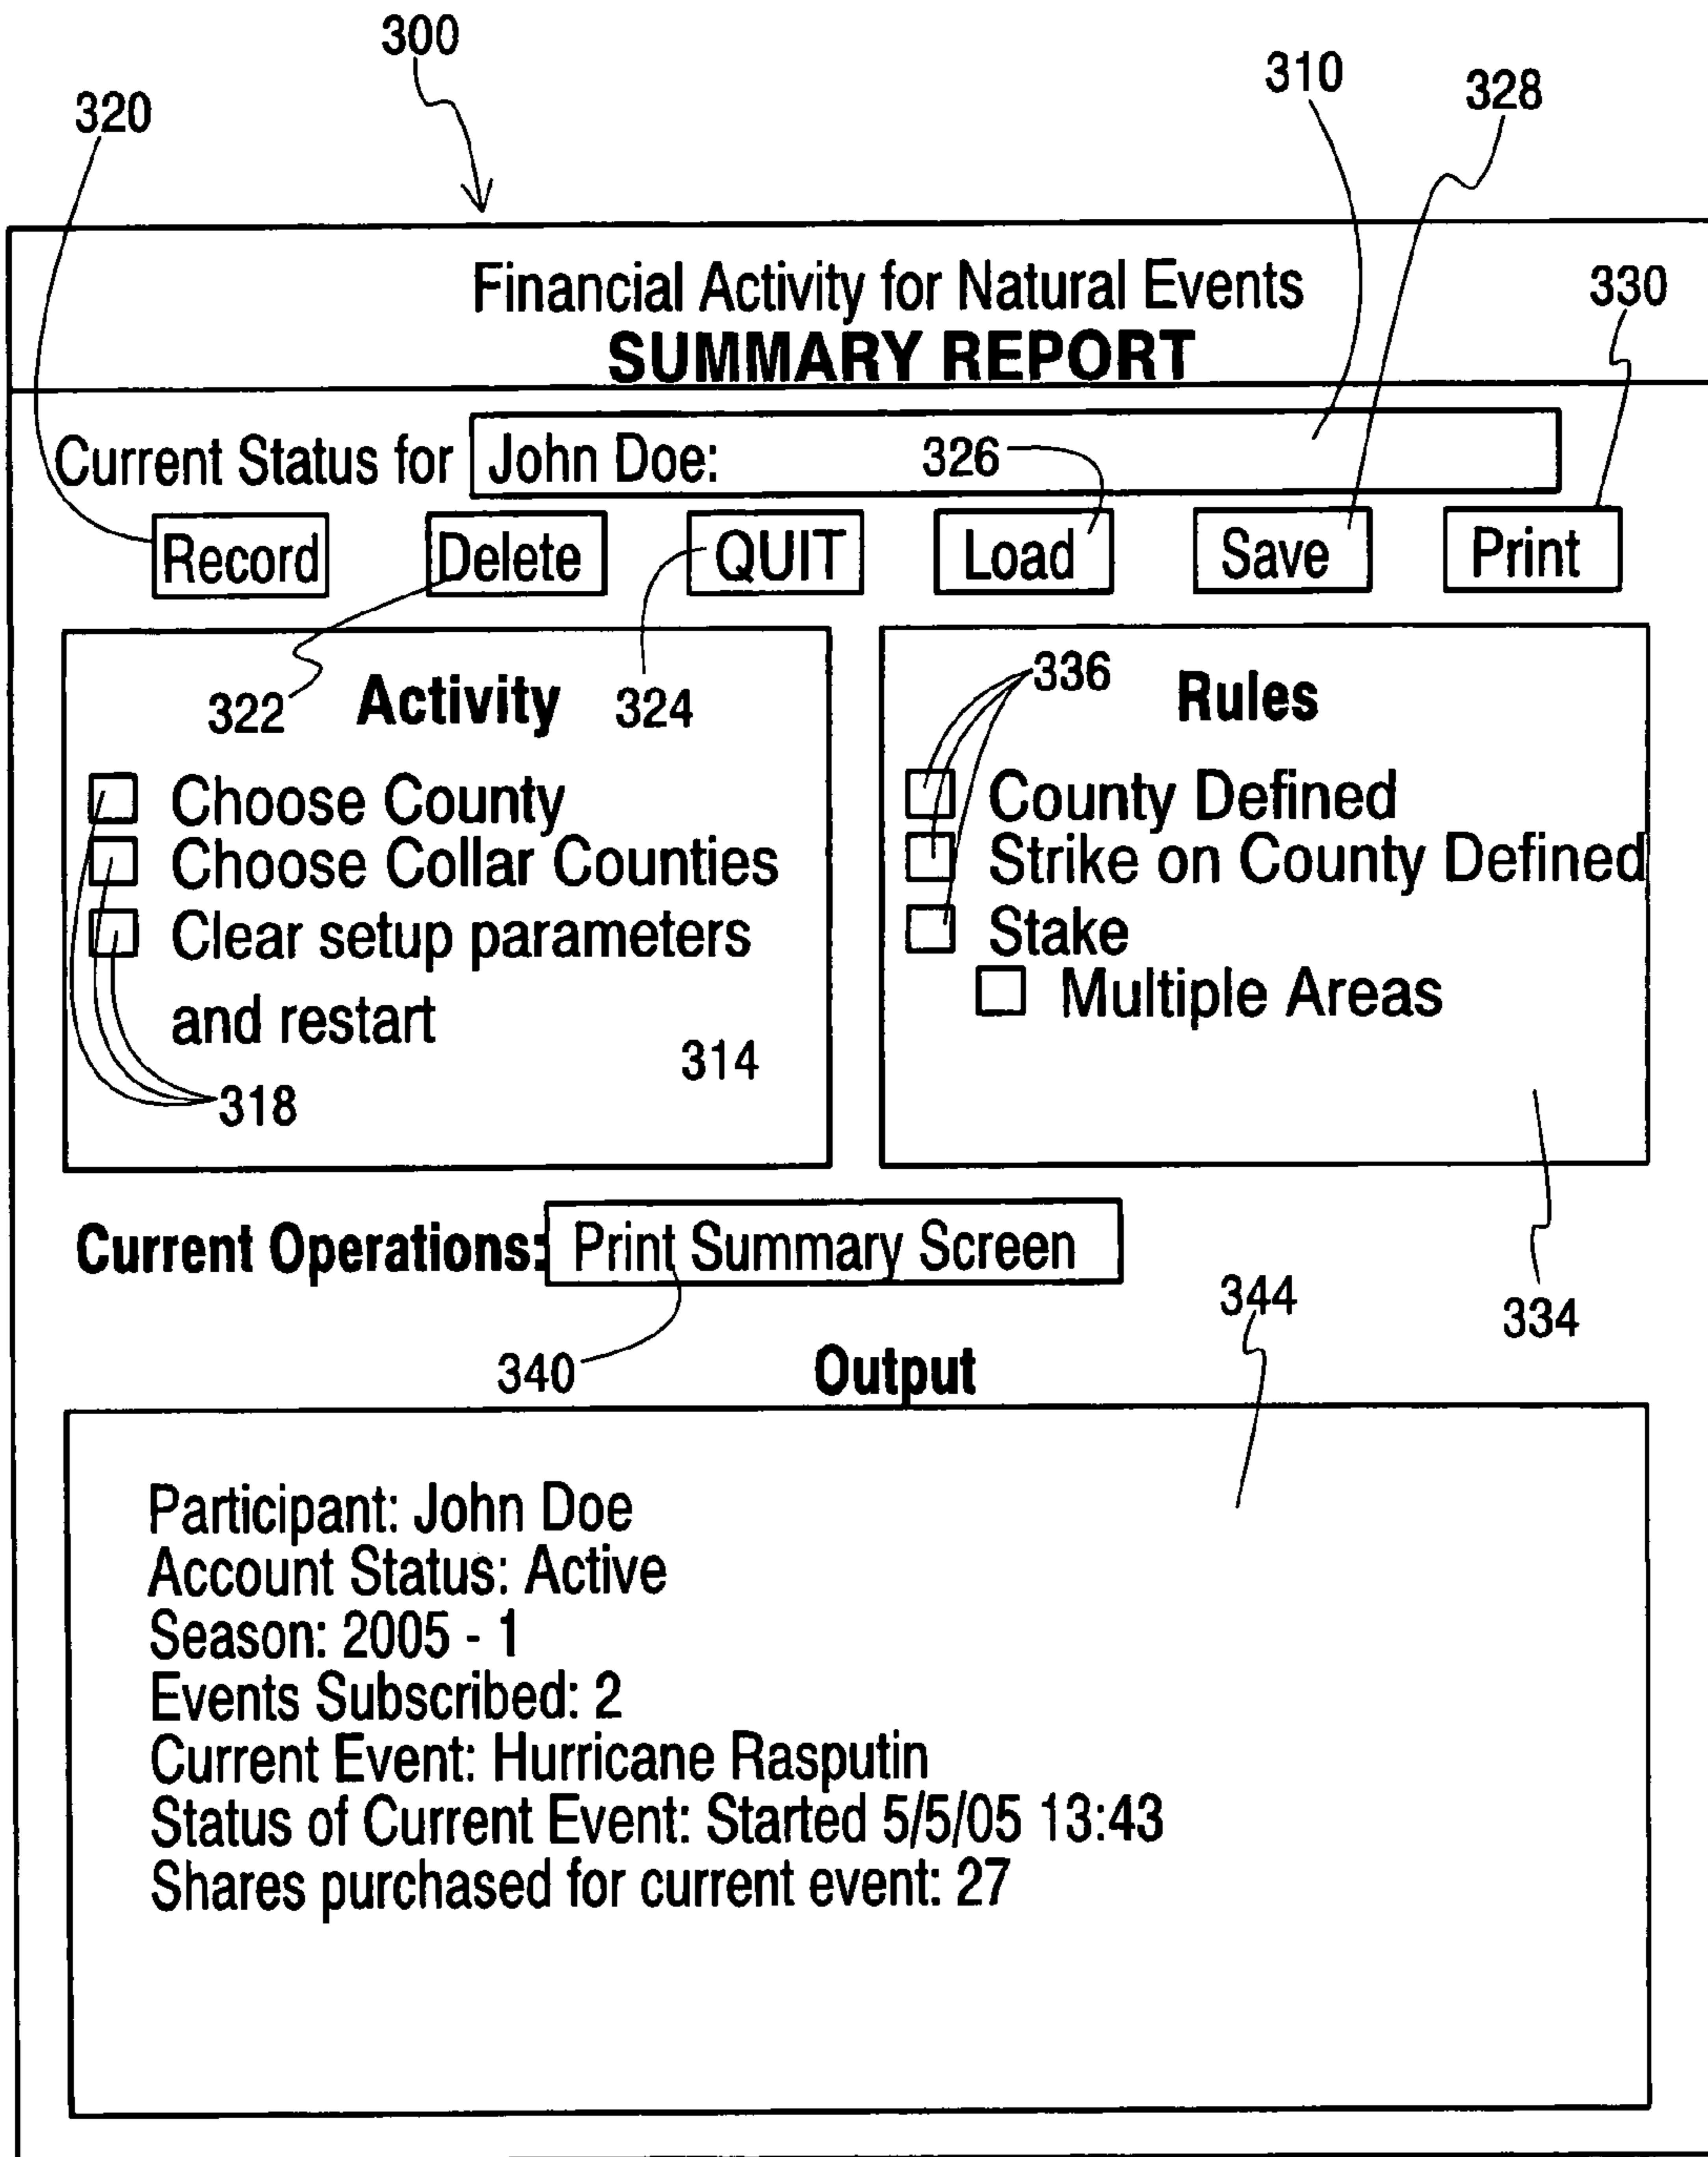 300
310
328
320
Financial Activity for Natural Events
330
SUMMARY REPORT
Current Status for John Doe: 326
Record Delete QUIT Load Save Print
322 Activity 324
Choose County
Choose Collar Counties
Clear setup parameters
and restart
314
318
336 Rules
County Defined
Strike on County Defined
Stake
Multiple Areas
334
Current Operations: Print Summary Screen
344
340
Output
Participant: John Doe
Account Status: Active
Season: 2005 - 1
Events Subscribed: 2
Current Event: Hurricane Rasputin
Status of Current Event: Started 5/5/05 13:43
Shares purchased for current event: 27